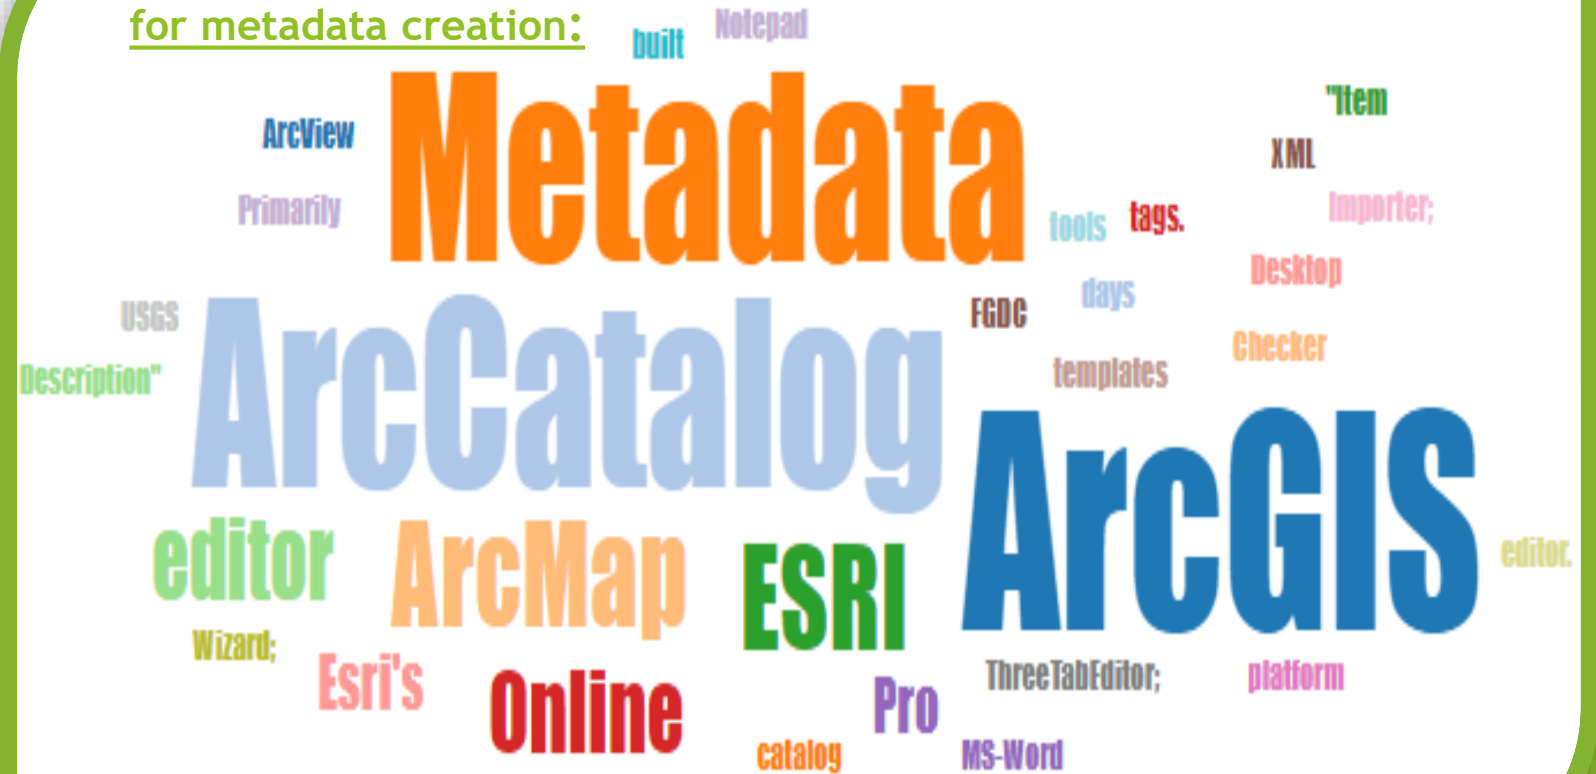 for metadata creation:
built
Notepad
Metadata
"Item
ArcView
XML
Primarily
tools
tags.
Importer;
Desktop
days
USGS
ArcCatalog
FGDC
Checker
Description"
templates
ArcGIS
editor
ArcMap
ESRI
editor.
Wizard;
Esri's
Online
Pro
ThreeTabEditor;
platform
catalog
MS-Word